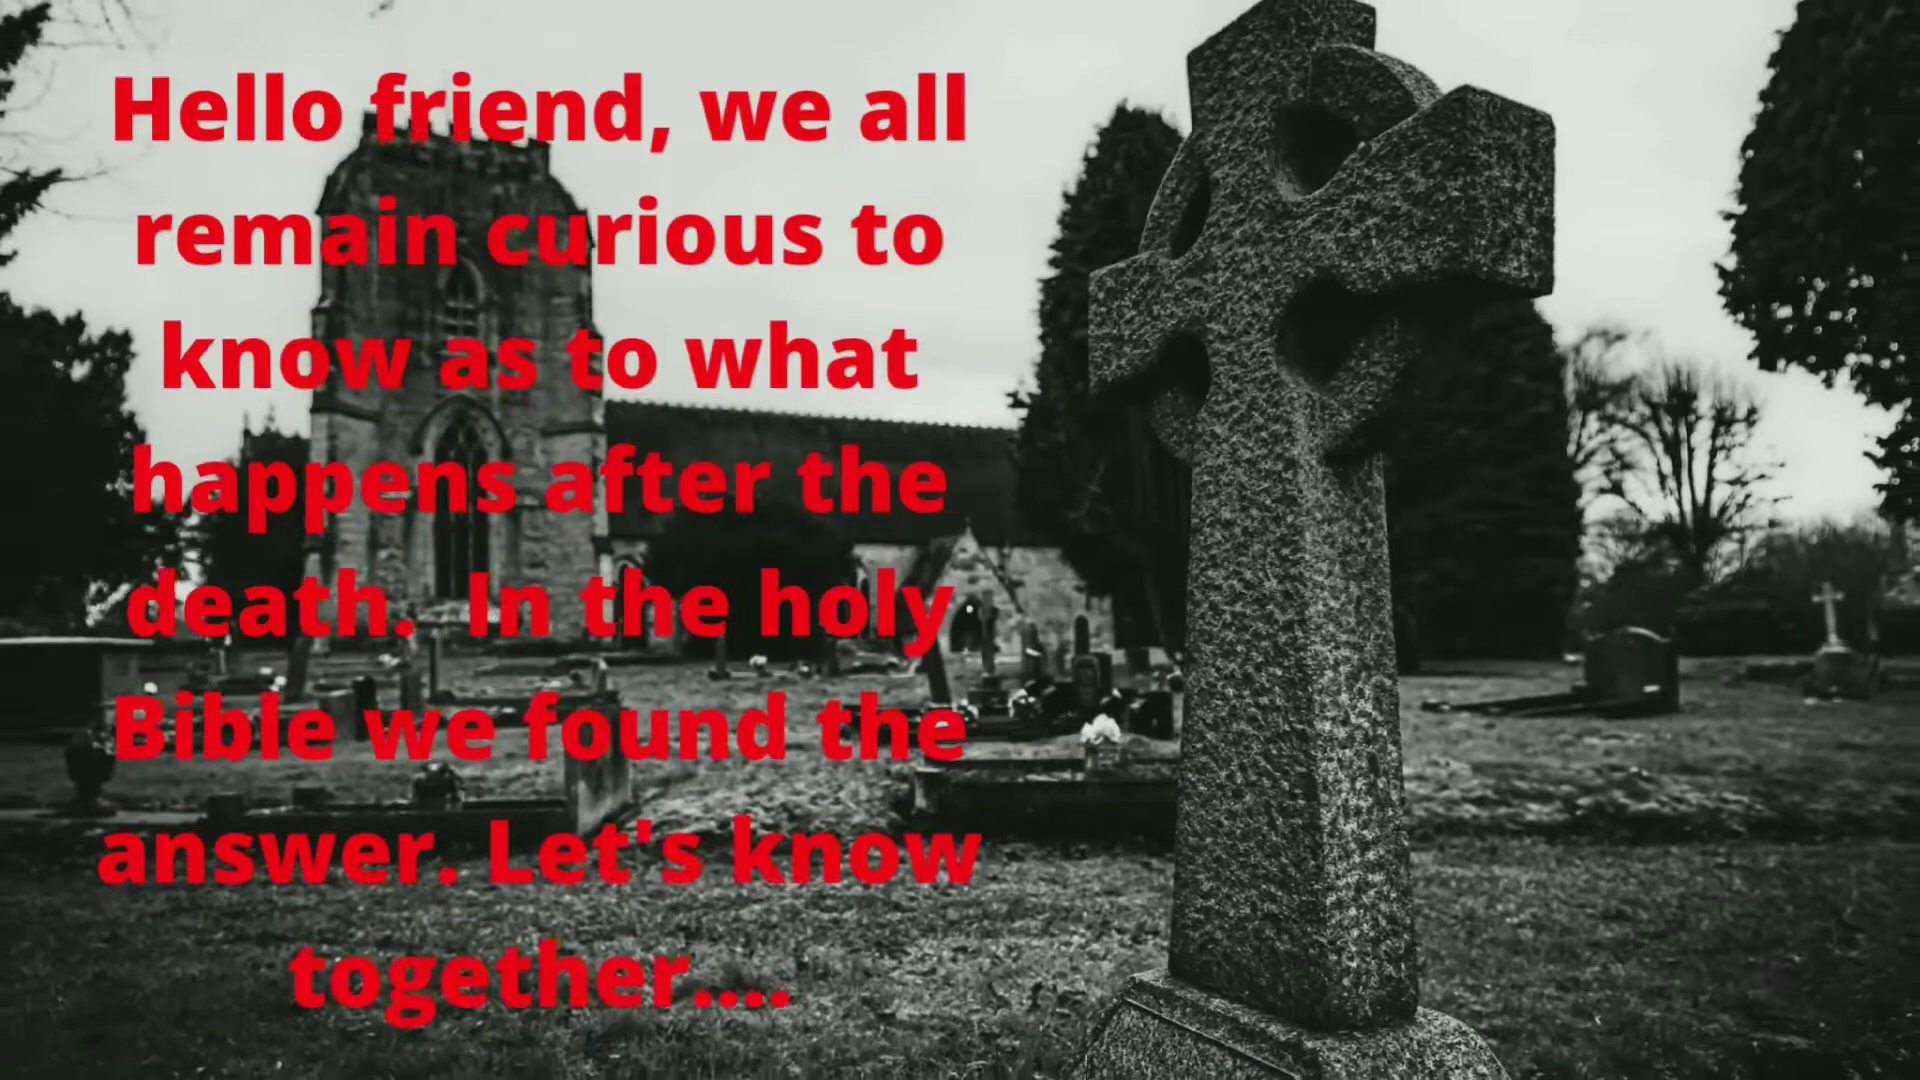 Hello friend, we all
remain curious to
know as to what
happens after the
death. In the holy
Bible we found the
answer. Let's know
together....